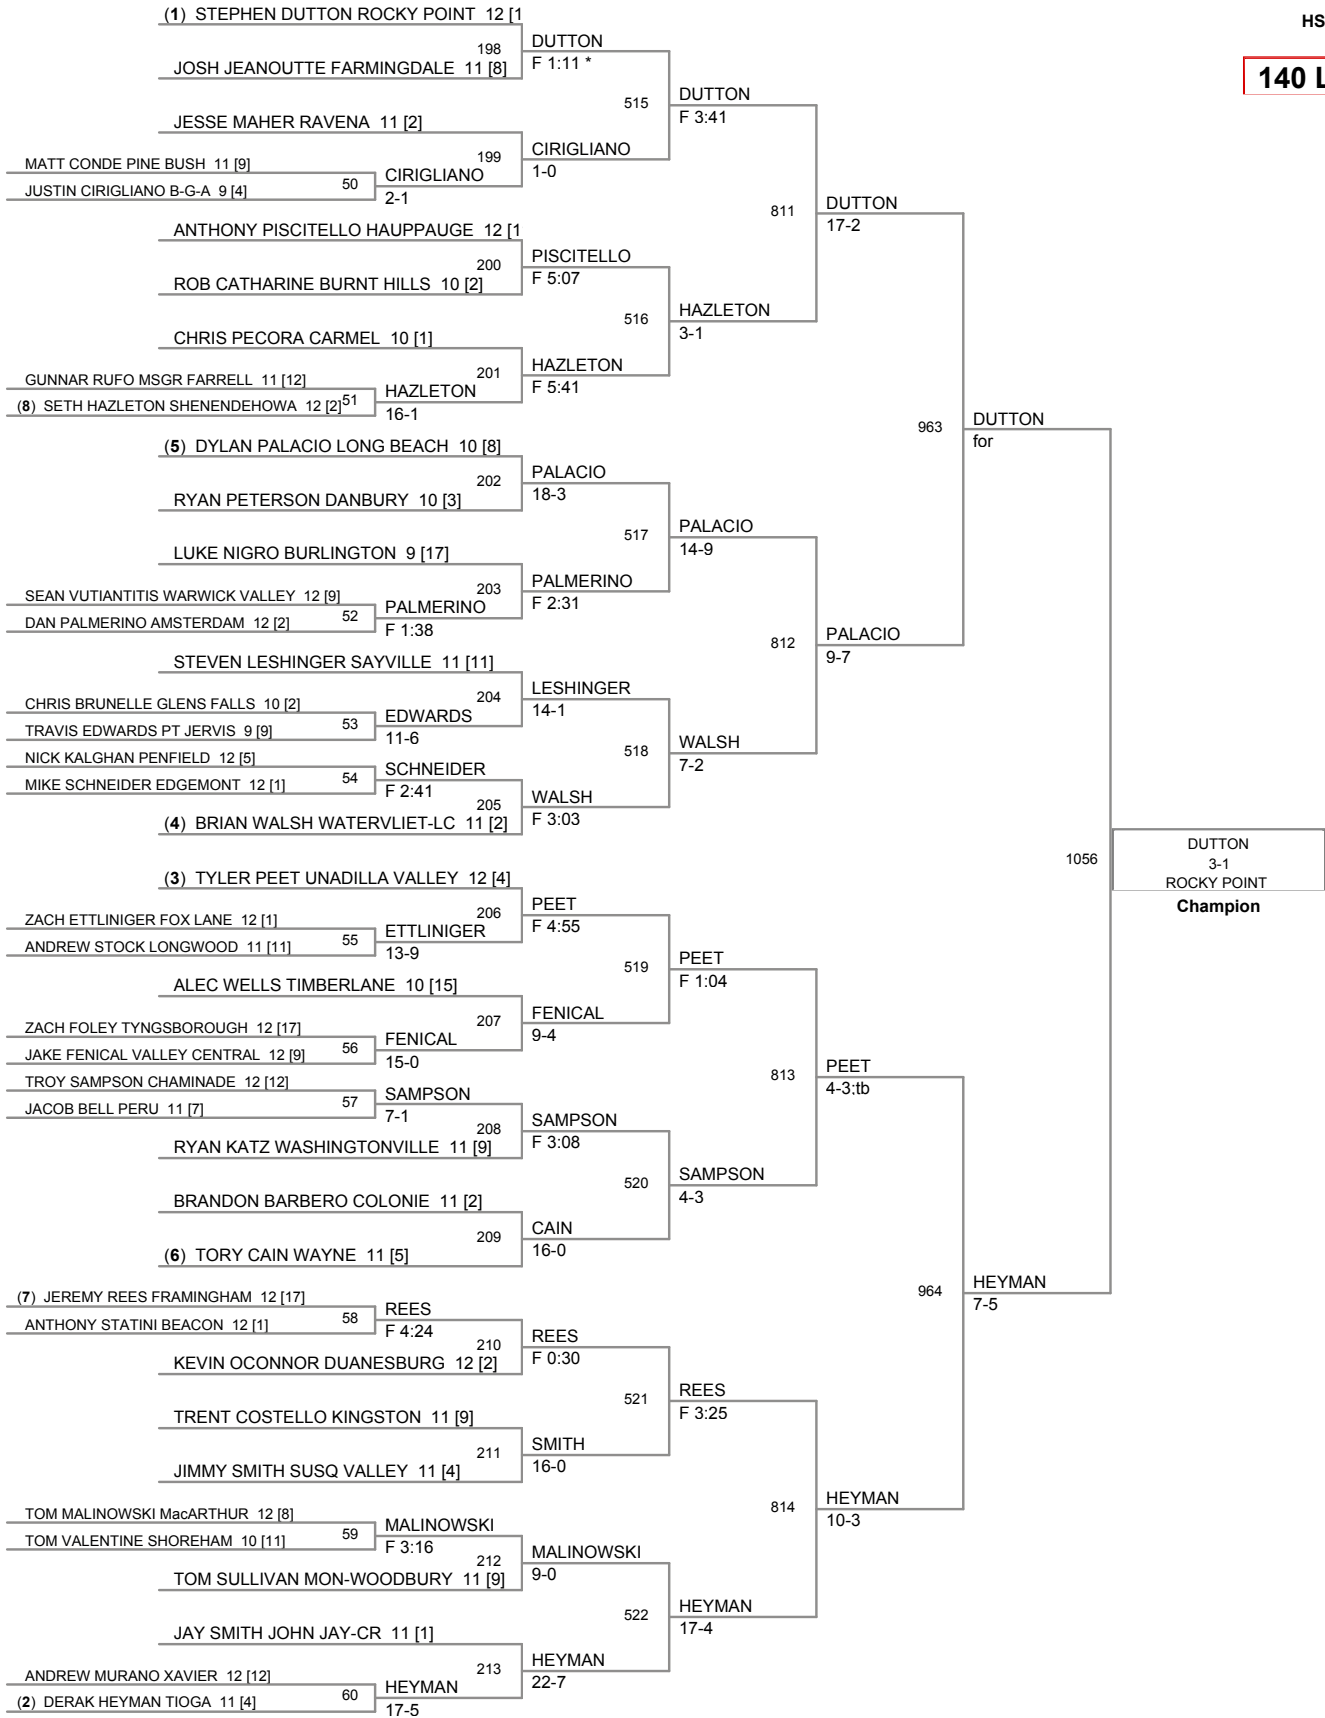 HS
140 L
(1) STEPHEN DUTTON ROCKY POINT 12 [1
198
DUTTON
F 1:11 *
JOSH JEANOUTTE FARMINGDALE 11 [8]
515
DUTTON
F 3:41
JESSE MAHER RAVENA 11 [2]
199
CIRIGLIANO
1-0
MATT CONDE PINE BUSH 11 [9]
50
CIRIGLIANO
2-1
JUSTIN CIRIGLIANO B-G-A 9 [4]
811
DUTTON
17-2
ANTHONY PISCITELLO HAUPPAUGE 12 [1
200
PISCITELLO
F 5:07
ROB CATHARINE BURNT HILLS 10 [2]
516
HAZLETON
3-1
CHRIS PECORA CARMEL 10 [1]
201
HAZLETON
F 5:41
GUNNAR RUFO MSGR FARRELL 11 [12]
51
HAZLETON
16-1
(8) SETH HAZLETON SHENENDEHOWA 12 [2]
963
DUTTON
for
(5) DYLAN PALACIO LONG BEACH 10 [8]
202
PALACIO
18-3
RYAN PETERSON DANBURY 10 [3]
517
PALACIO
14-9
LUKE NIGRO BURLINGTON 9 [17]
203
PALMERINO
F 2:31
SEAN VUTIANTITIS WARWICK VALLEY 12 [9]
52
PALMERINO
F 1:38
DAN PALMERINO AMSTERDAM 12 [2]
812
PALACIO
9-7
STEVEN LESHINGER SAYVILLE 11 [11]
204
LESHINGER
14-1
CHRIS BRUNELLE GLENS FALLS 10 [2]
53
EDWARDS
11-6
TRAVIS EDWARDS PT JERVIS 9 [9]
518
WALSH
7-2
NICK KALGHAN PENFIELD 12 [5]
54
SCHNEIDER
F 2:41
MIKE SCHNEIDER EDGEMONT 12 [1]
205
WALSH
F 3:03
(4) BRIAN WALSH WATERVLIET-LC 11 [2]
1056
DUTTON
3-1
ROCKY POINT
Champion
(3) TYLER PEET UNADILLA VALLEY 12 [4]
206
PEET
F 4:55
ZACH ETTLINIGER FOX LANE 12 [1]
55
ETTLINIGER
13-9
ANDREW STOCK LONGWOOD 11 [11]
519
PEET
F 1:04
ALEC WELLS TIMBERLANE 10 [15]
207
FENICAL
9-4
ZACH FOLEY TYNGSBOROUGH 12 [17]
56
FENICAL
15-0
JAKE FENICAL VALLEY CENTRAL 12 [9]
813
PEET
4-3;tb
TROY SAMPSON CHAMINADE 12 [12]
57
SAMPSON
7-1
JACOB BELL PERU 11 [7]
208
SAMPSON
F 3:08
RYAN KATZ WASHINGTONVILLE 11 [9]
520
SAMPSON
4-3
BRANDON BARBERO COLONIE 11 [2]
209
CAIN
16-0
(6) TORY CAIN WAYNE 11 [5]
964
HEYMAN
7-5
(7) JEREMY REES FRAMINGHAM 12 [17]
58
REES
F 4:24
ANTHONY STATINI BEACON 12 [1]
210
REES
F 0:30
KEVIN OCONNOR DUANESBURG 12 [2]
521
REES
F 3:25
TRENT COSTELLO KINGSTON 11 [9]
211
SMITH
16-0
JIMMY SMITH SUSQ VALLEY 11 [4]
814
HEYMAN
10-3
TOM MALINOWSKI MacARTHUR 12 [8]
59
MALINOWSKI
F 3:16
TOM VALENTINE SHOREHAM 10 [11]
212
MALINOWSKI
9-0
TOM SULLIVAN MON-WOODBURY 11 [9]
522
HEYMAN
17-4
JAY SMITH JOHN JAY-CR 11 [1]
213
HEYMAN
22-7
ANDREW MURANO XAVIER 12 [12]
60
HEYMAN
17-5
(2) DERAK HEYMAN TIOGA 11 [4]